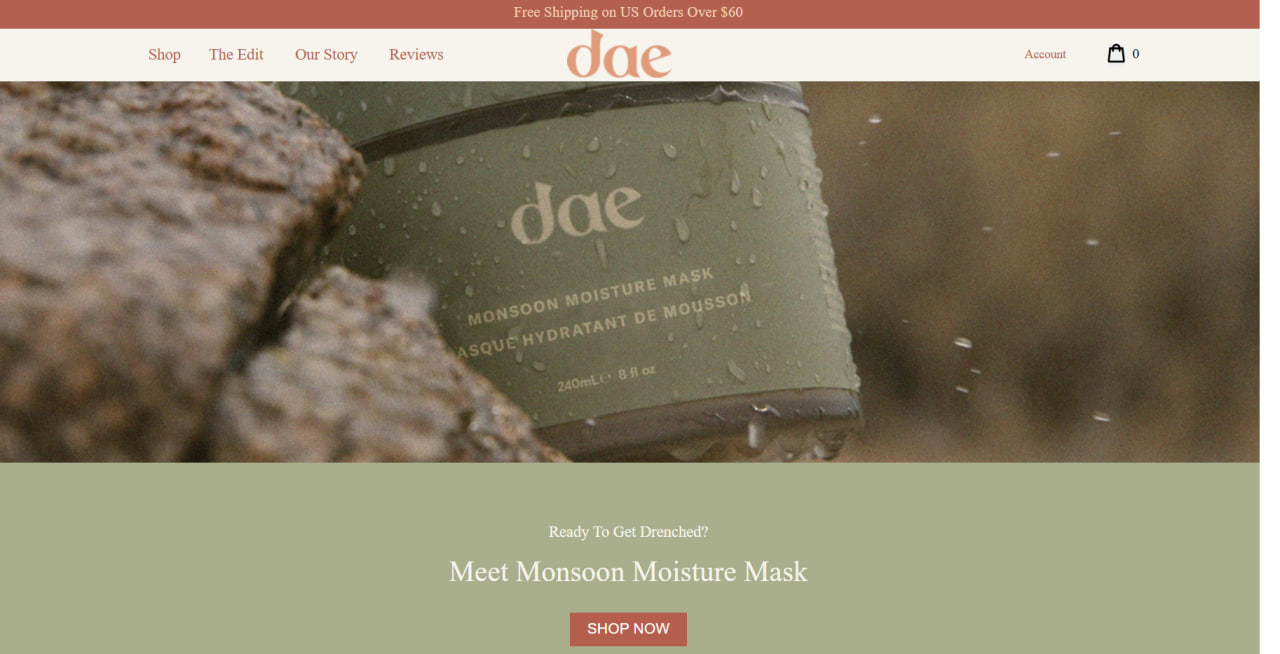 Free Shipping on US Orders Over $60
Shop The Edit Our Story Reviews
dae
Account 0
dae
MONSOON MOISTURE MASK
ASQUE HYDRATANT DE MOUSSON
240mL • 8 fl oz
Ready To Get Drenched?
Meet Monsoon Moisture Mask
SHOP NOW